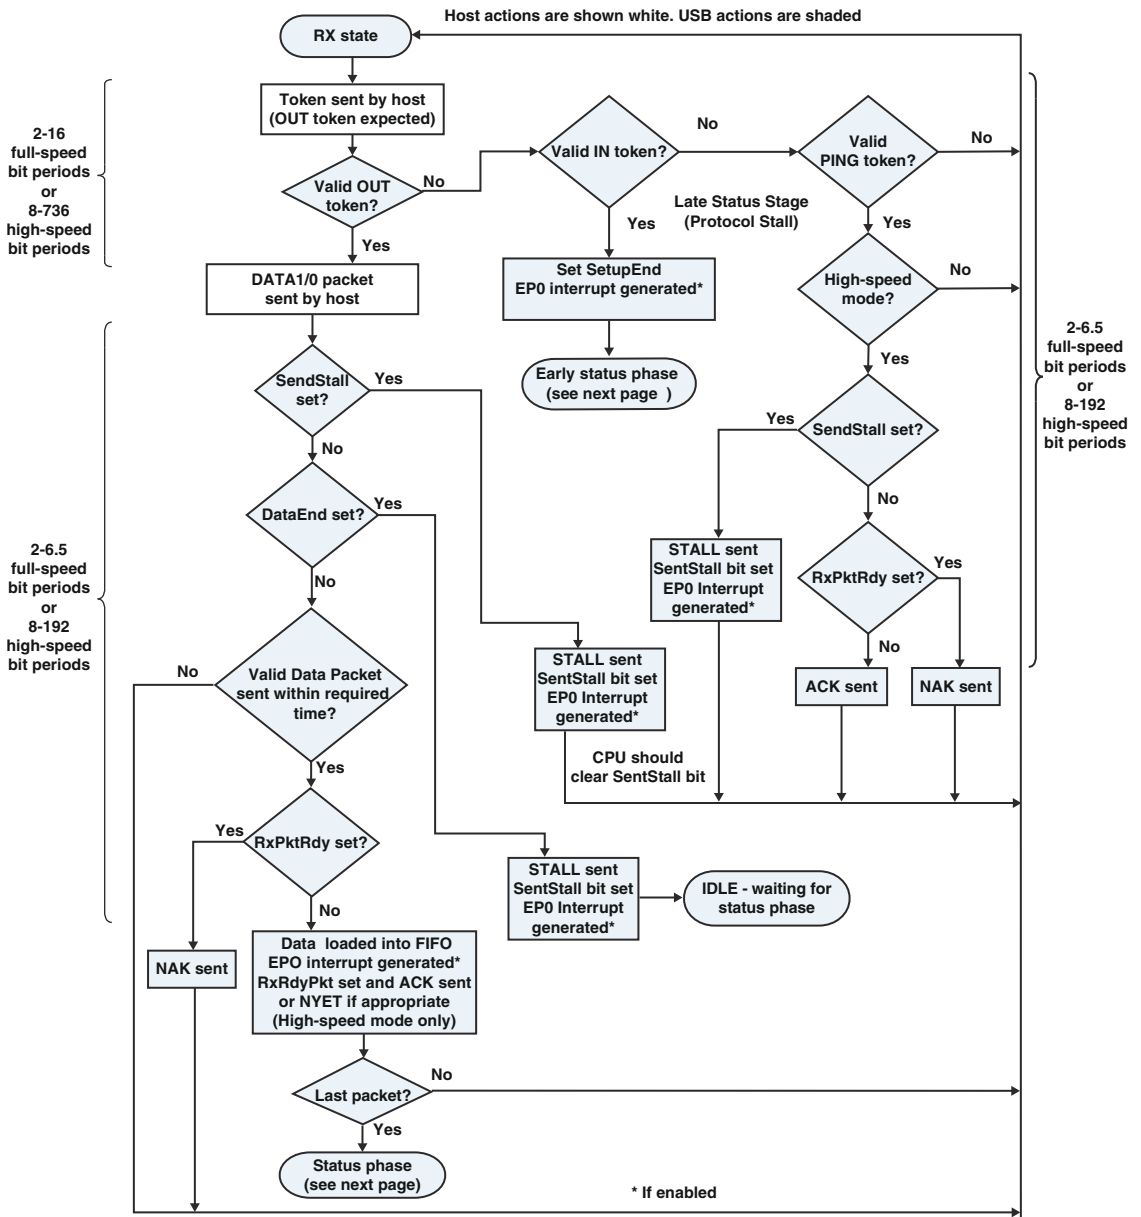 Host actions are shown white. USB actions are shaded
RX state
Token sent by host
(OUT token expected)
2-16
full-speed
bit periods
or
8-736
high-speed
bit periods
Valid OUT
token?
No
Yes
Valid IN token?
No
Yes
Valid
PING token?
No
Yes
Late Status Stage
(Protocol Stall)
DATA1/0 packet
sent by host
Set SetupEnd
EP0 interrupt generated*
High-speed
mode?
No
Yes
Early status phase
(see next page )
2-6.5
full-speed
bit periods
or
8-192
high-speed
bit periods
SendStall
set?
Yes
No
SendStall set?
Yes
No
DataEnd set?
Yes
No
STALL sent
SentStall bit set
EP0 Interrupt
generated*
RxPktRdy set?
Yes
No
2-6.5
full-speed
bit periods
or
8-192
high-speed
bit periods
Valid Data Packet
sent within required
time?
No
Yes
STALL sent
SentStall bit set
EP0 Interrupt
generated*
ACK sent
NAK sent
CPU should
clear SentStall bit
RxPktRdy set?
Yes
No
STALL sent
SentStall bit set
EP0 Interrupt
generated*
IDLE - waiting for
status phase
NAK sent
Data loaded into FIFO
EPO interrupt generated*
RxRdyPkt set and ACK sent
or NYET if appropriate
(High-speed mode only)
Last packet?
No
Yes
Status phase
(see next page)
* If enabled